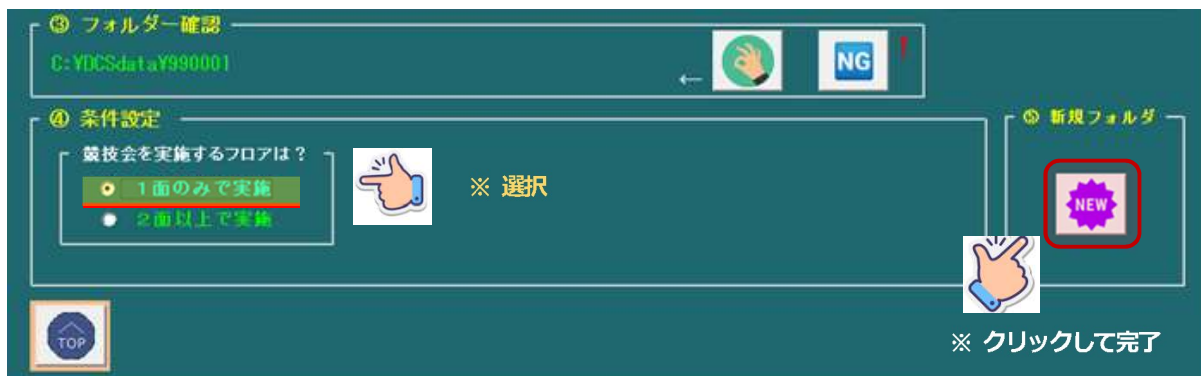 ③ フォルダー確認
C:¥DCSdata¥990001
←
NG
!
④ 条件設定
⑤ 新規フォルダ
競技会を実施するフロアは?
1面のみで実施
※ 選択
2面以上で実施
NEW
TOP
※ クリックして完了